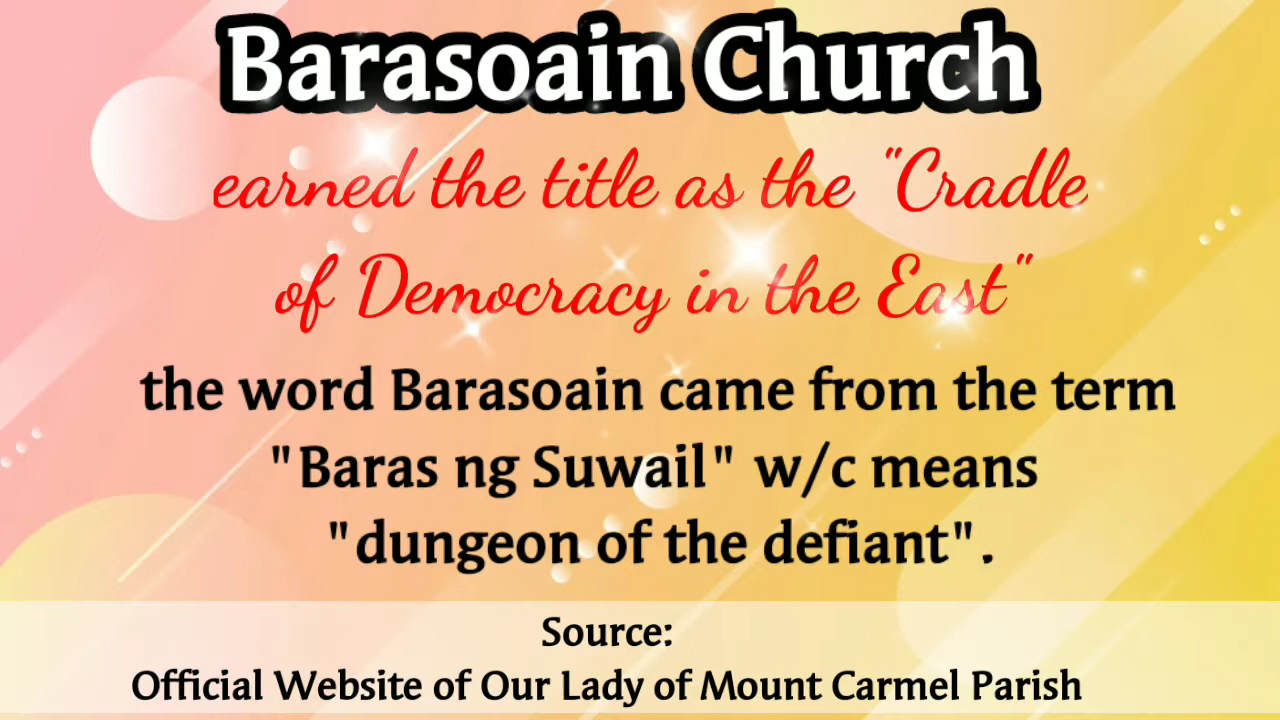 Barasoain Church
earned the title as the "Cradle
of Democracy in the East"
the word Barasoain came from the term
"Baras ng Suwail" w/c means
"dungeon of the defiant".
Source:
Official Website of Our Lady of Mount Carmel Parish